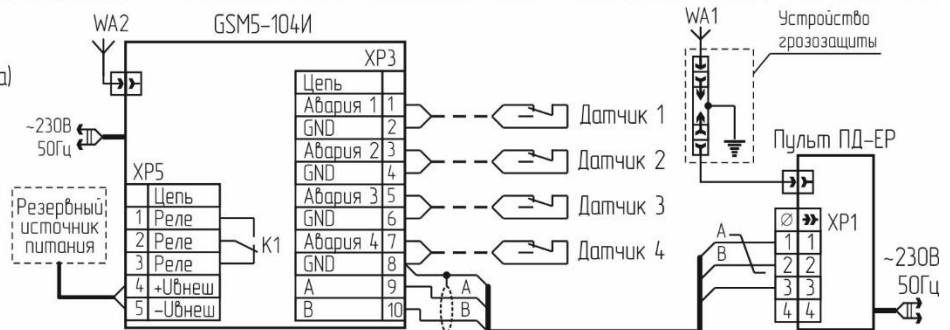 WA2
GSM5-104И
WA1
Устройство
грозозащиты
а)
XP3
Цепь
Авария 1 1
GND 2
Авария 2 3
GND 4
Авария 3 5
GND 6
Авария 4 7
GND 8
A 9
B 10
Датчик 1
Датчик 2
Датчик 3
Датчик 4
~230В
50Гц
Резервный
источник
питания
XP5
Цепь
1 Реле
2 Реле
3 Реле
4 +Uвнеш
5 -Uвнеш
K1
A
B
A
B
Пульт ПД-ЕР
XP1
Ø
1 1
2 2
3 3
4 4
~230В
50Гц